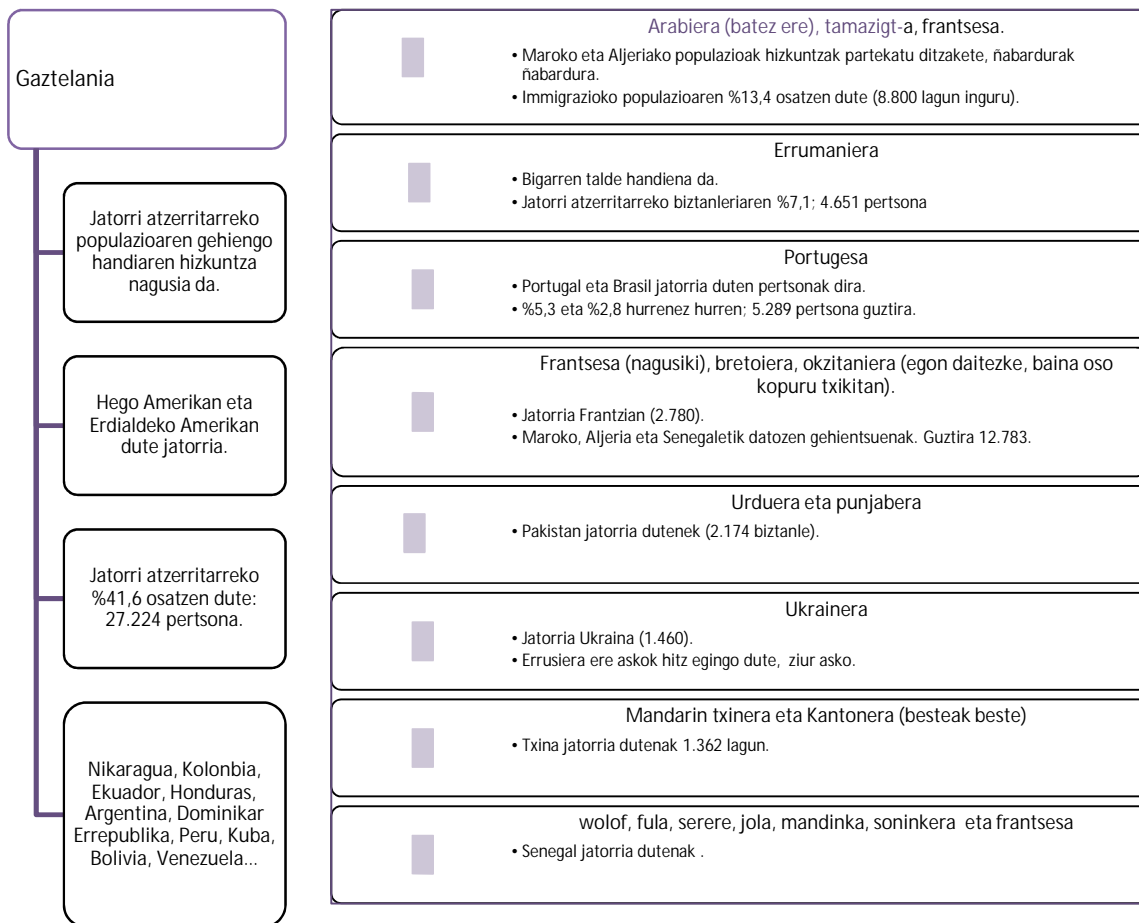 Gaztelania
Jatorri atzerritarreko
populazioaren gehiengo
handiaren hizkuntza
nagusia da.
Hego Amerikan eta
Erdialdeko Amerikan
dute jatorria.
Jatorri atzerritarreko
%41,6 osatzen dute:
27.224 pertsona.
Nikaragua, Kolonbia,
Ekuador, Honduras,
Argentina, Dominikar
Errepublika, Peru, Kuba,
Bolivia, Venezuela...
Arabiera (batez ere), tamazigt-a, frantsesa.
• Maroko eta Aljeriako populazioak hizkuntzak partekatu ditzakete, ñabardurak
ñabardura.
• Immigrazioko populazioaren %13,4 osatzen dute (8.800 lagun inguru).
Errumaniera
• Bigarren talde handiena da.
• Jatorri atzerritarreko biztanleriaren %7,1; 4.651 pertsona
Portugesa
• Portugal eta Brasil jatorria duten pertsonak dira.
• %5,3 eta %2,8 hurrenez hurren; 5.289 pertsona guztira.
Frantsesa (nagusiki), bretoiera, okzitaniera (egon daitezke, baina oso
kopuru txikitan).
• Jatorria Frantzian (2.780).
• Maroko, Aljeria eta Senegaletik datozen gehientsuenak. Guztira 12.783.
Urduera eta punjabera
• Pakistan jatorria dutenek (2.174 biztanle).
Ukrainera
• Jatorria Ukraina (1.460).
• Errusiera ere askok hitz egingo dute, ziur asko.
Mandarin txinera eta Kantonera (besteak beste)
• Txina jatorria dutenak 1.362 lagun.
wolof, fula, serere, jola, mandinka, soninkera eta frantsesa
• Senegal jatorria dutenak .